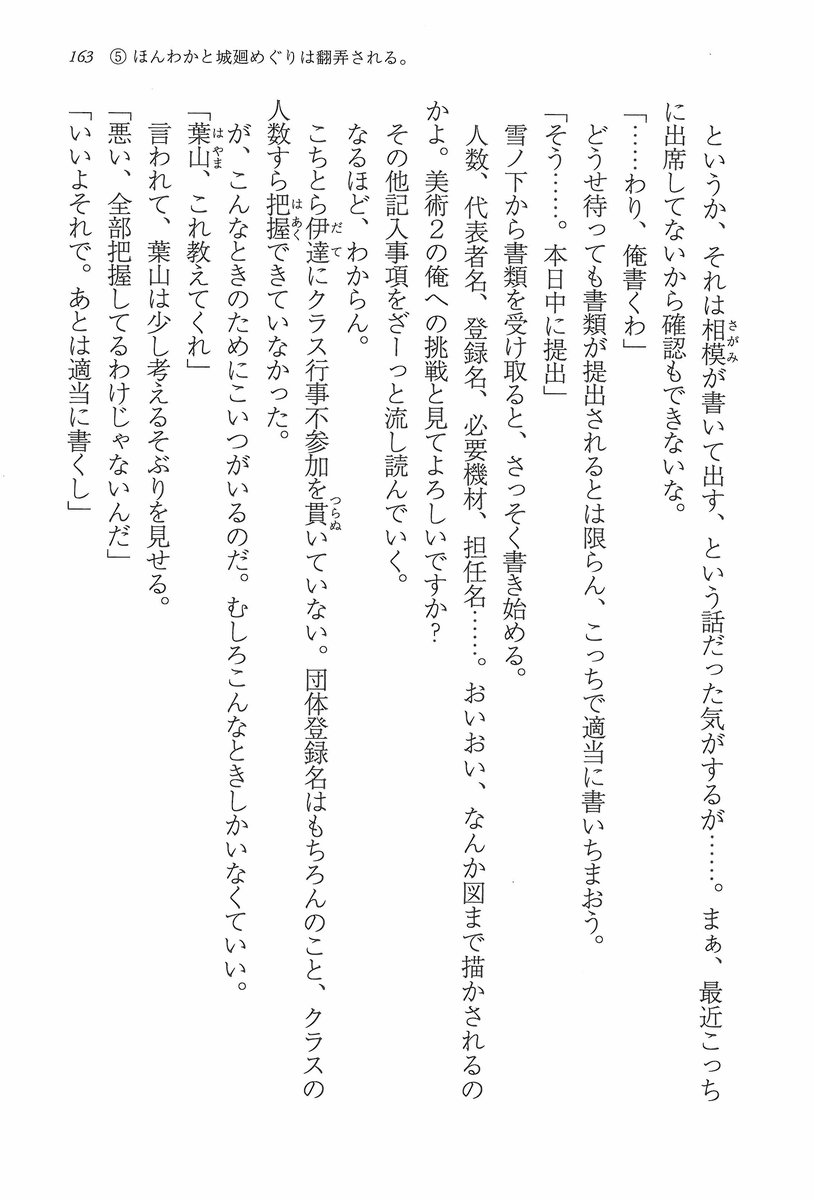 163 ⑤ ほんわかと城廻めぐりは翻弄される。
というか、それは相模が書いて出す、という話だった気がするが……。まぁ、最近こっち
に出席してないから確認もできないな。
「……わり、俺書くわ」
どうせ待っても書類が提出されるとは限らん、こっちで適当に書いちまおう。
「そう……。本日中に提出」
雪ノ下から書類を受け取ると、さっそく書き始める。
人数、代表者名、登録名、必要機材、担任名……。おいおい、なんか図まで描かされるの
かよ。美術2の俺への挑戦と見てよろしいですか?
その他記入事項をざーっと流し読んでいく。
なるほど、わからん。
こちとら伊達にクラス行事不参加を貫いていない。団体登録名はもちろんのこと、クラスの
人数すら把握できていなかった。
が、こんなときのためにこいつがいるのだ。むしろこんなときしかいなくていい。
「葉山、これ教えてくれ」
言われて、葉山は少し考えるそぶりを見せる。
「悪い、全部把握してるわけじゃないんだ」
「いいよそれで。あとは適当に書くし」